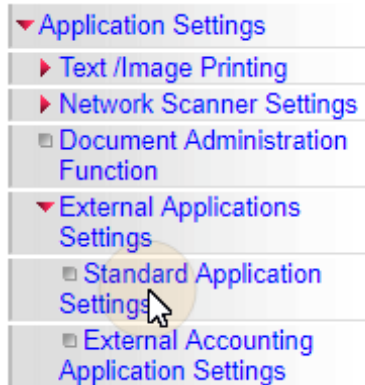 Application Settings
Text /Image Printing
Network Scanner Settings
Document Administration
Function
External Applications
Settings
Standard Application
Settings
External Accounting
Application Settings